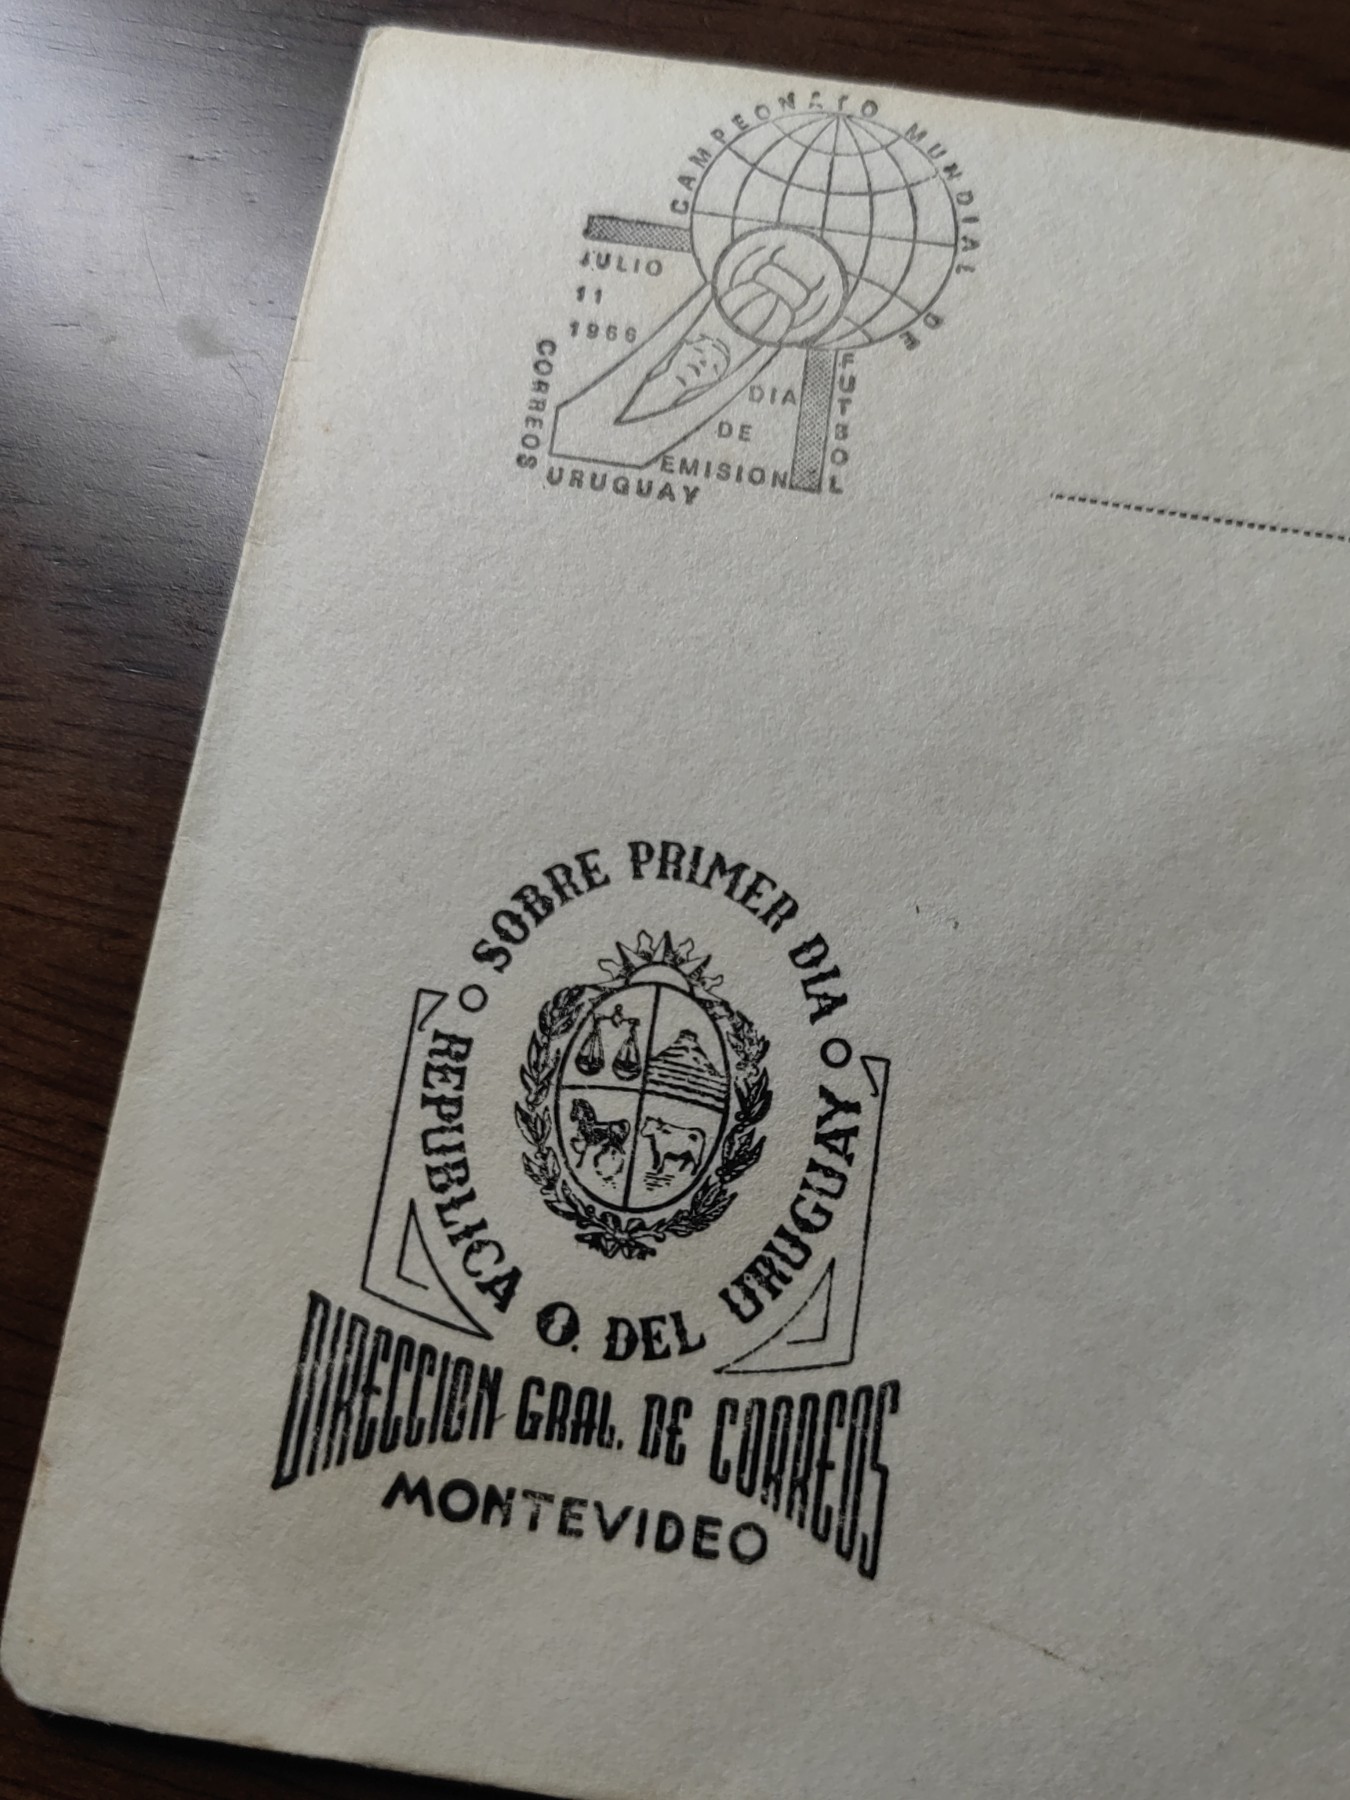 CAMPEONATO MUNDIAL DE FUTBOL
JULIO
11
1966
DIA
DE
EMISION
CORREOS URUGUAY
SOBRE PRIMER DIA
REPUBLICA O. DEL URUGUAY
DIRECCION GRAL. DE CORREOS
MONTEVIDEO